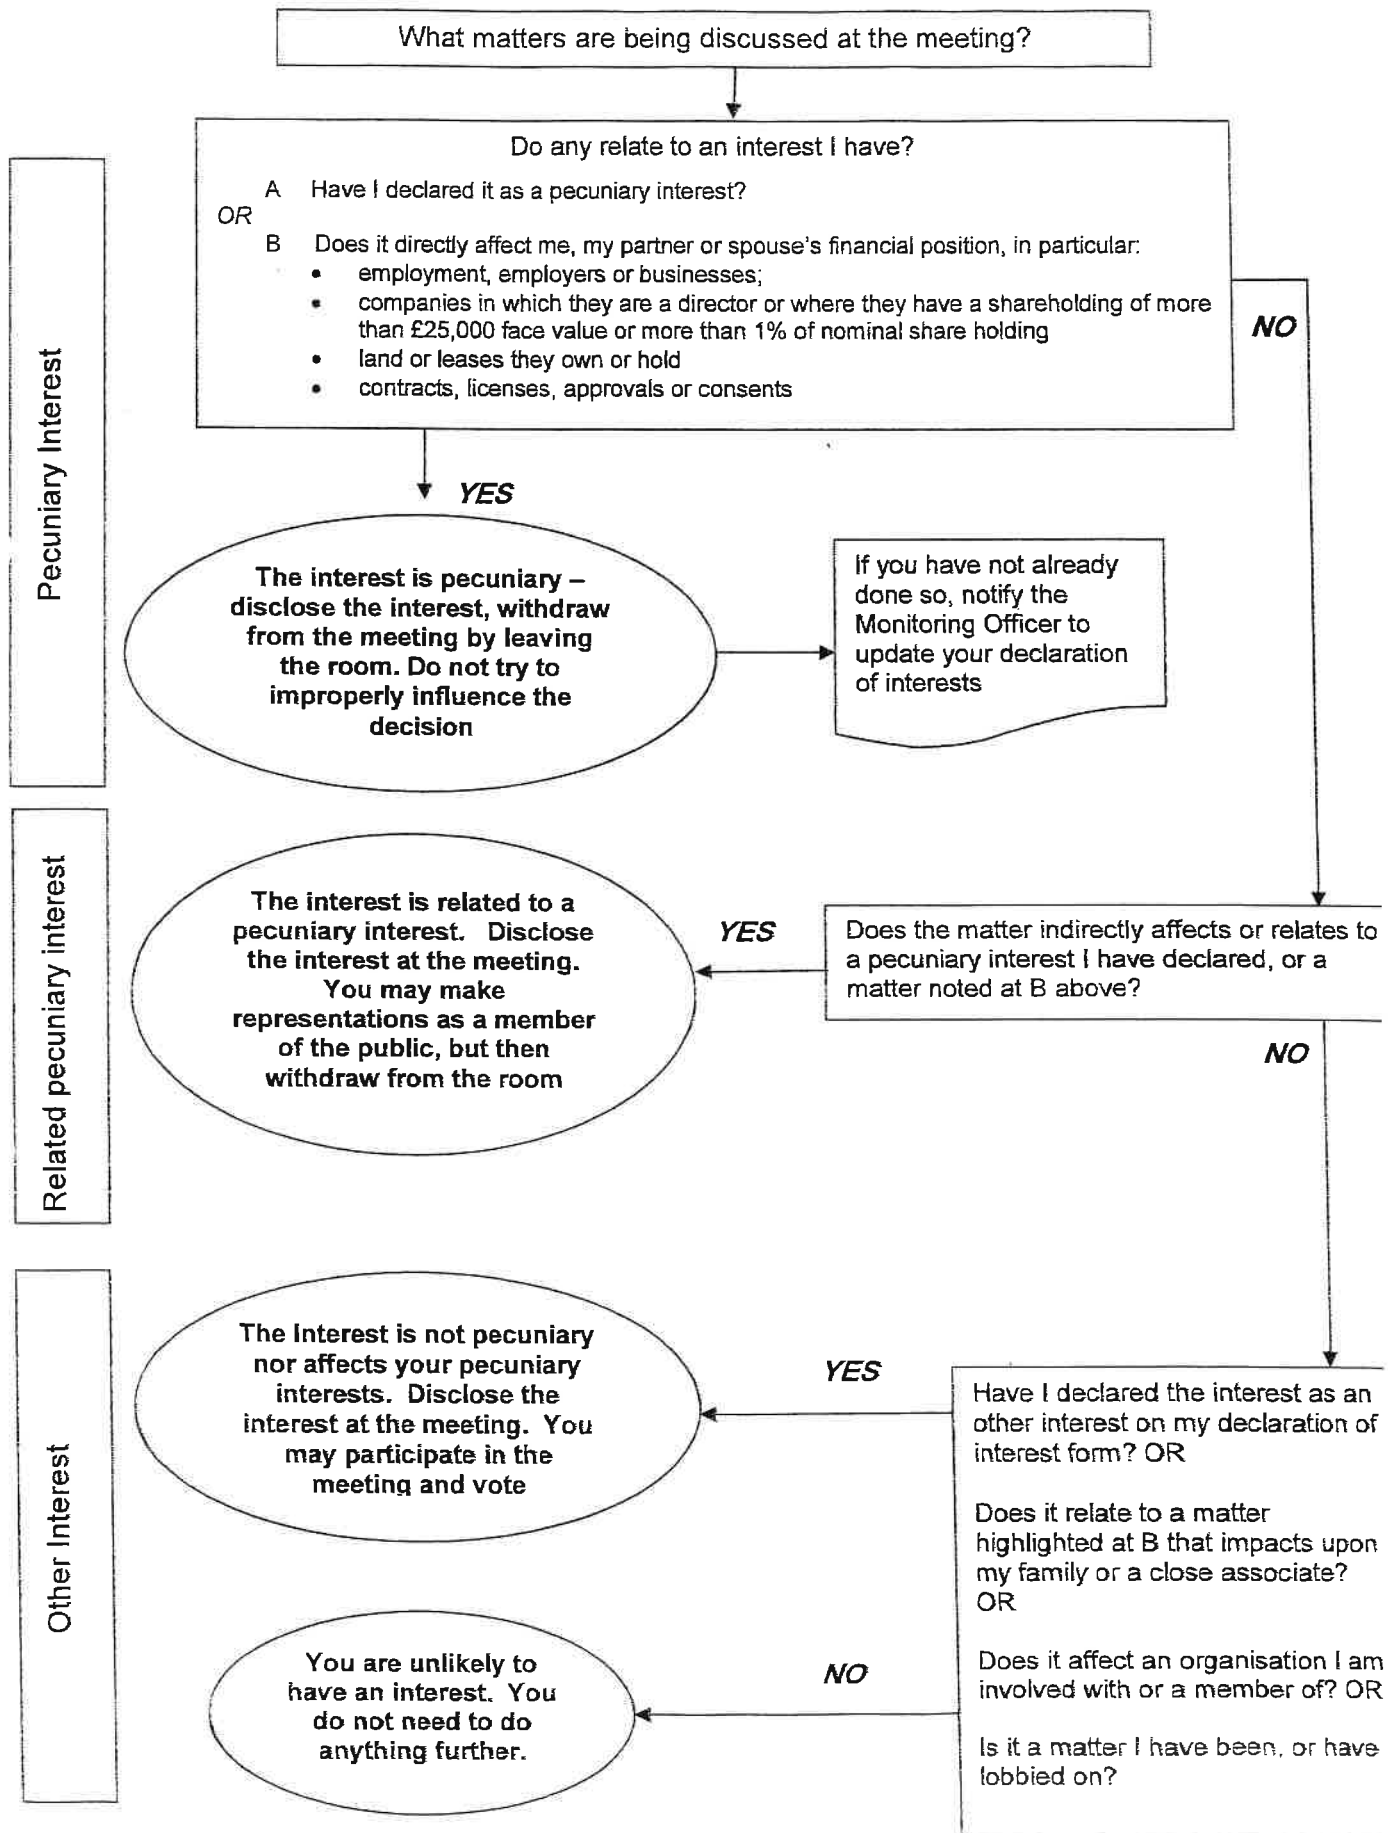 What matters are being discussed at the meeting?
Do any relate to an interest I have?
A Have I declared it as a pecuniary interest?
OR
B Does it directly affect me, my partner or spouse's financial position, in particular:
• employment, employers or businesses;
• companies in which they are a director or where they have a shareholding of more
than £25,000 face value or more than 1% of nominal share holding
• land or leases they own or hold
• contracts, licenses, approvals or consents
NO
Pecuniary Interest
YES
The interest is pecuniary –
disclose the interest, withdraw
from the meeting by leaving
the room. Do not try to
improperly influence the
decision
If you have not already
done so, notify the
Monitoring Officer to
update your declaration
of interests
Related pecuniary interest
The interest is related to a
pecuniary interest. Disclose
the interest at the meeting.
You may make
representations as a member
of the public, but then
withdraw from the room
YES
Does the matter indirectly affects or relates to
a pecuniary interest I have declared, or a
matter noted at B above?
NO
Other Interest
The Interest is not pecuniary
nor affects your pecuniary
interests. Disclose the
interest at the meeting. You
may participate in the
meeting and vote
YES
Have I declared the interest as an
other interest on my declaration of
interest form? OR
Does it relate to a matter
highlighted at B that impacts upon
my family or a close associate?
OR
Does it affect an organisation I am
involved with or a member of? OR
Is it a matter I have been, or have
lobbied on?
NO
You are unlikely to
have an interest. You
do not need to do
anything further.